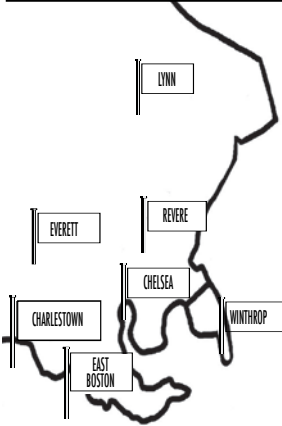 LYNN
REVERE
EVERETT
CHELSEA
CHARLESTOWN
WINTHROP
EAST
BOSTON